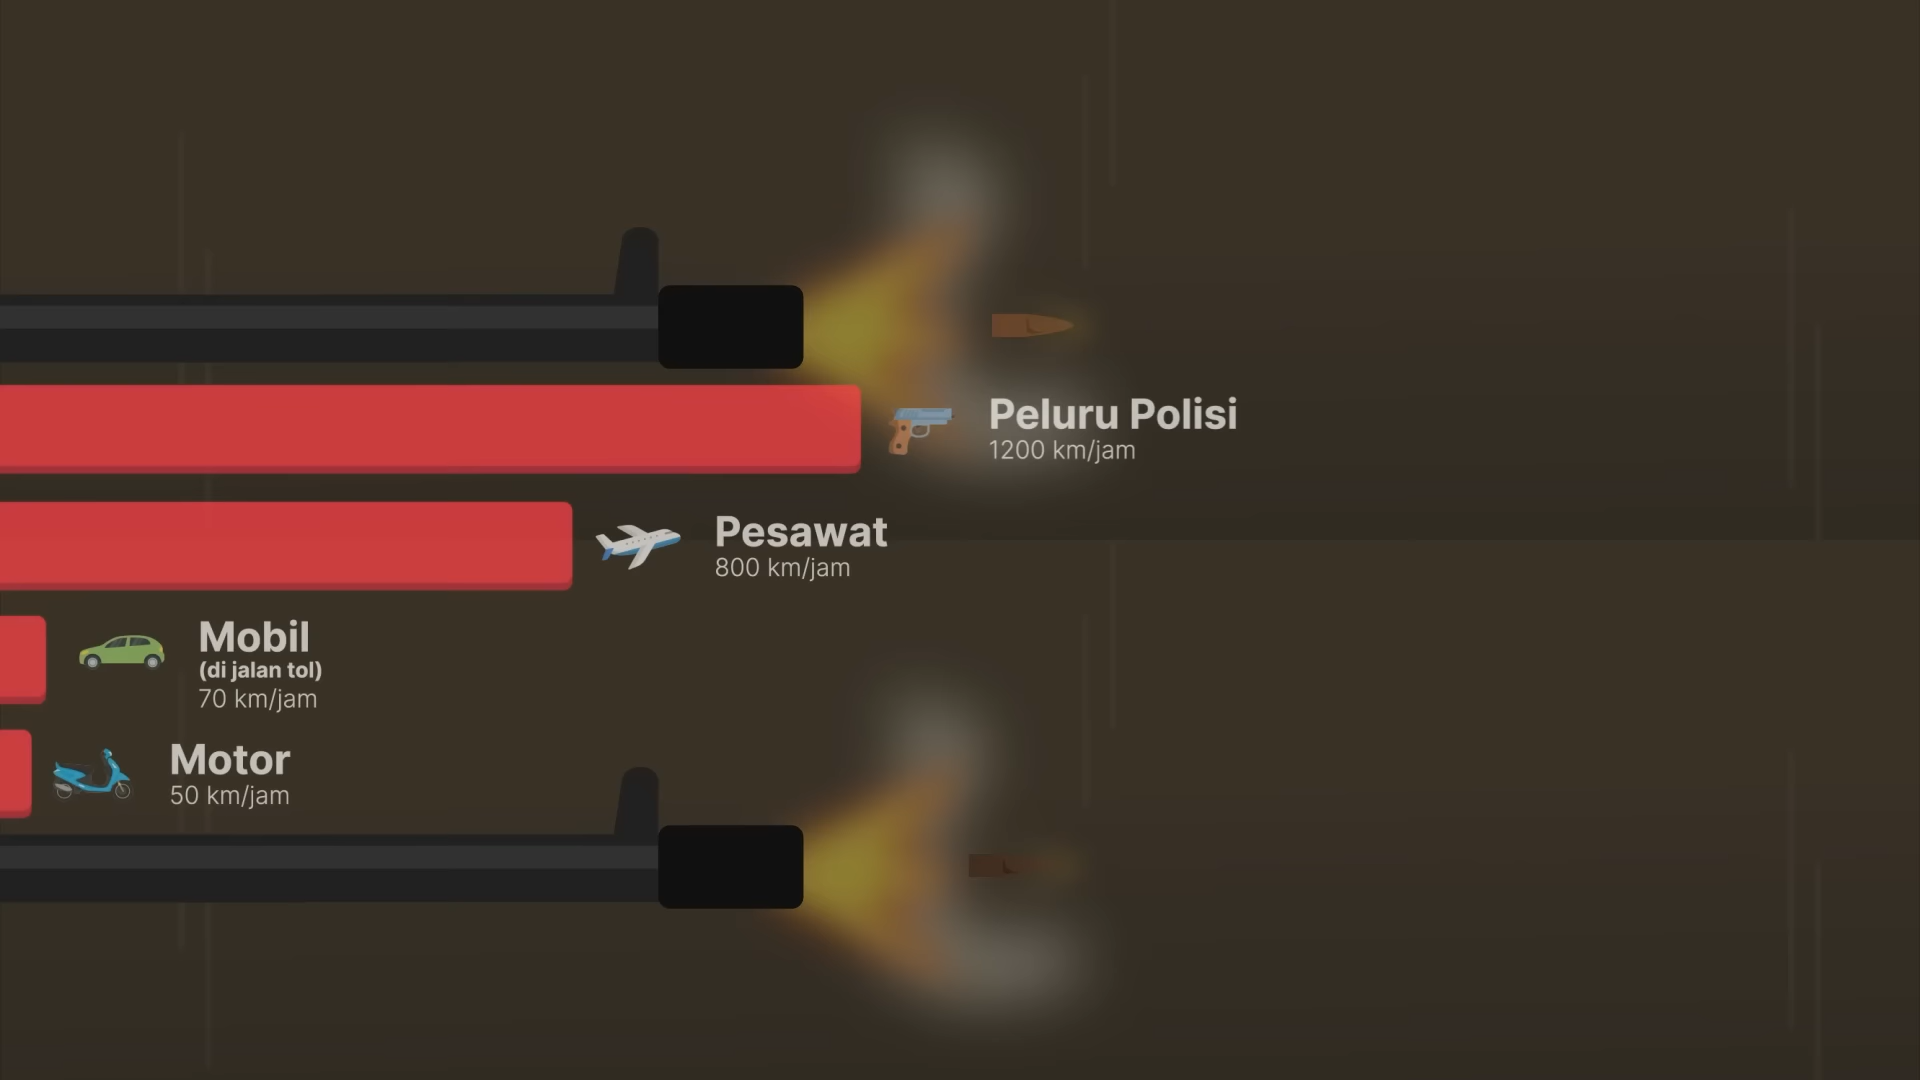 Peluru Polisi
1200 km/jam
Pesawat
800 km/jam
Mobil
(di jalan tol)
70 km/jam
Motor
50 km/jam